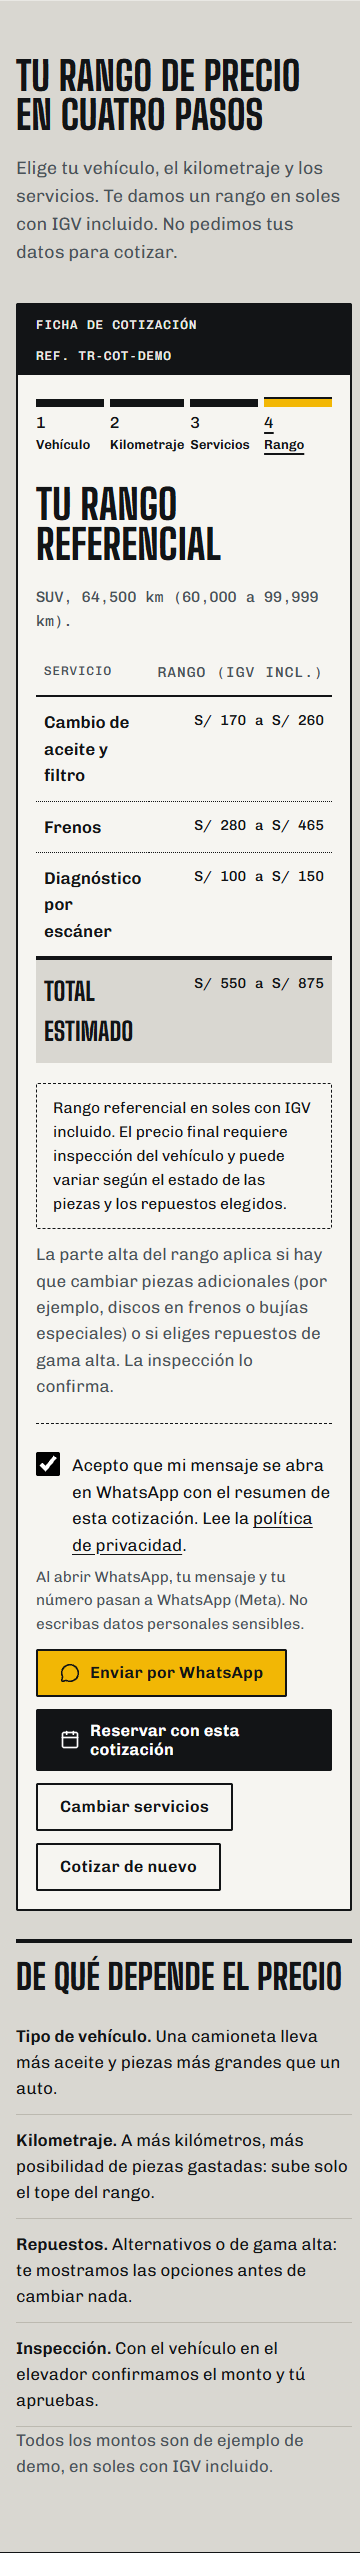 TU RANGO DE PRECIO
EN CUATRO PASOS
Elige tu vehículo, el kilometraje y los
servicios. Te damos un rango en soles
con IGV incluido. No pedimos tus
datos para cotizar.
FICHA DE COTIZACIÓN
REF. TR-COT-DEMO
1 2 3 4
Vehículo Kilometraje Servicios Rango
TU RANGO
REFERENCIAL
SUV, 64,500 km (60,000 a 99,999
km).
SERVICIO RANGO (IGV INCL.)
Cambio de S/ 170 a S/ 260
aceite y
filtro
Frenos S/ 280 a S/ 465
Diagnóstico S/ 100 a S/ 150
por
escáner
TOTAL S/ 550 a S/ 875
ESTIMADO
Rango referencial en soles con IGV
incluido. El precio final requiere
inspección del vehículo y puede
variar según el estado de las
piezas y los repuestos elegidos.
La parte alta del rango aplica si hay
que cambiar piezas adicionales (por
ejemplo, discos en frenos o bujías
especiales) o si eliges repuestos de
gama alta. La inspección lo
confirma.
Acepto que mi mensaje se abra
en WhatsApp con el resumen de
esta cotización. Lee la política
de privacidad.
Al abrir WhatsApp, tu mensaje y tu
número pasan a WhatsApp (Meta). No
escribas datos personales sensibles.
Enviar por WhatsApp
Reservar con esta
cotización
Cambiar servicios
Cotizar de nuevo
DE QUÉ DEPENDE EL PRECIO
Tipo de vehículo. Una camioneta lleva
más aceite y piezas más grandes que un
auto.
Kilometraje. A más kilómetros, más
posibilidad de piezas gastadas: sube solo
el tope del rango.
Repuestos. Alternativos o de gama alta:
te mostramos las opciones antes de
cambiar nada.
Inspección. Con el vehículo en el
elevador confirmamos el monto y tú
apruebas.
Todos los montos son de ejemplo de
demo, en soles con IGV incluido.